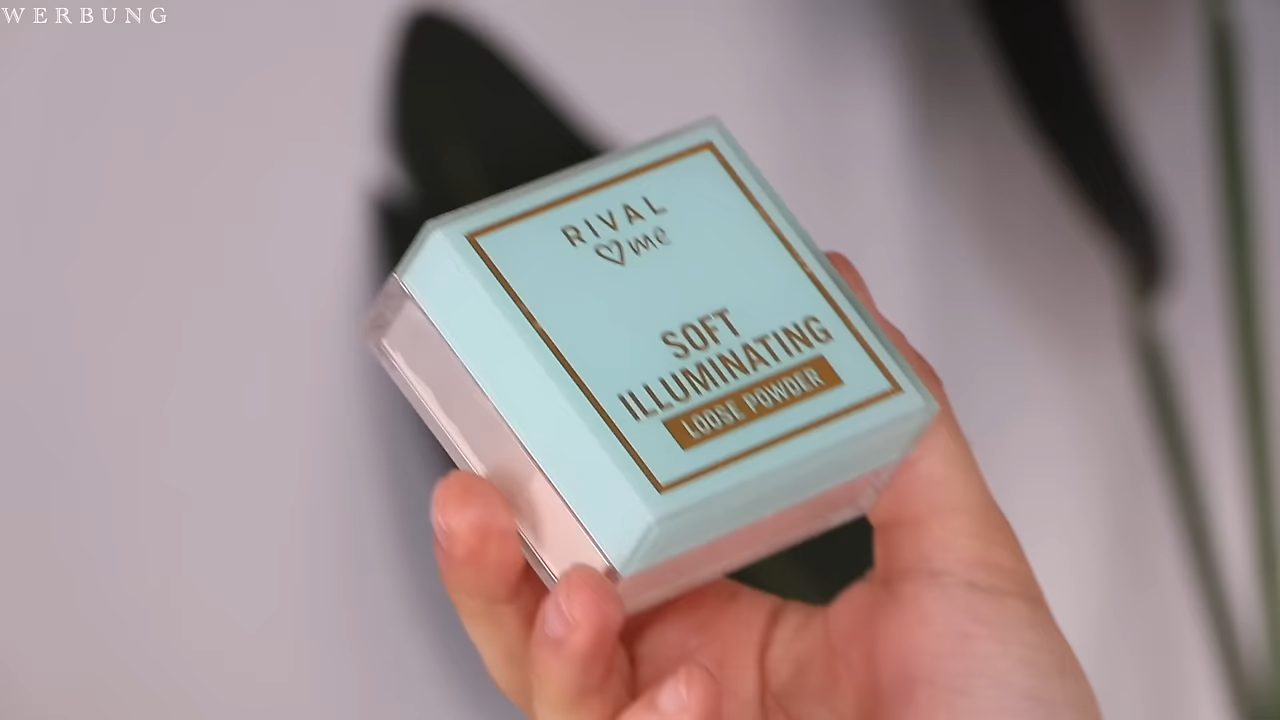 WERBUNG
RIVAL
♡me
SOFT
ILLUMINATING
LOOSE POWDER